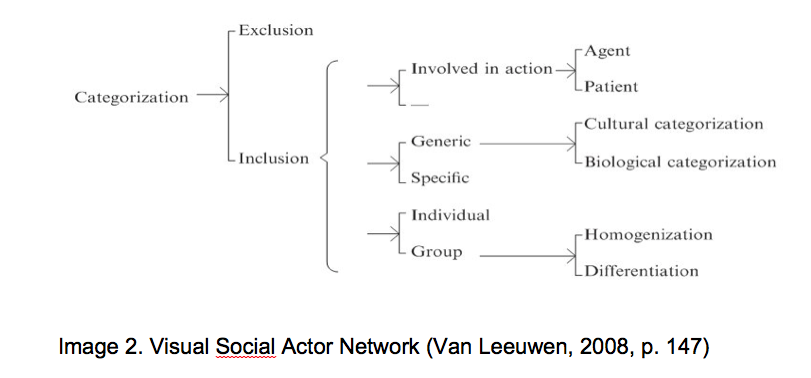 Exclusion
Agent
Involved in action
Patient
Categorization
Cultural categorization
Generic
Inclusion
Biological categorization
Specific
Individual
Homogenization
Group
Differentiation
Image 2. Visual Social Actor Network (Van Leeuwen, 2008, p. 147)